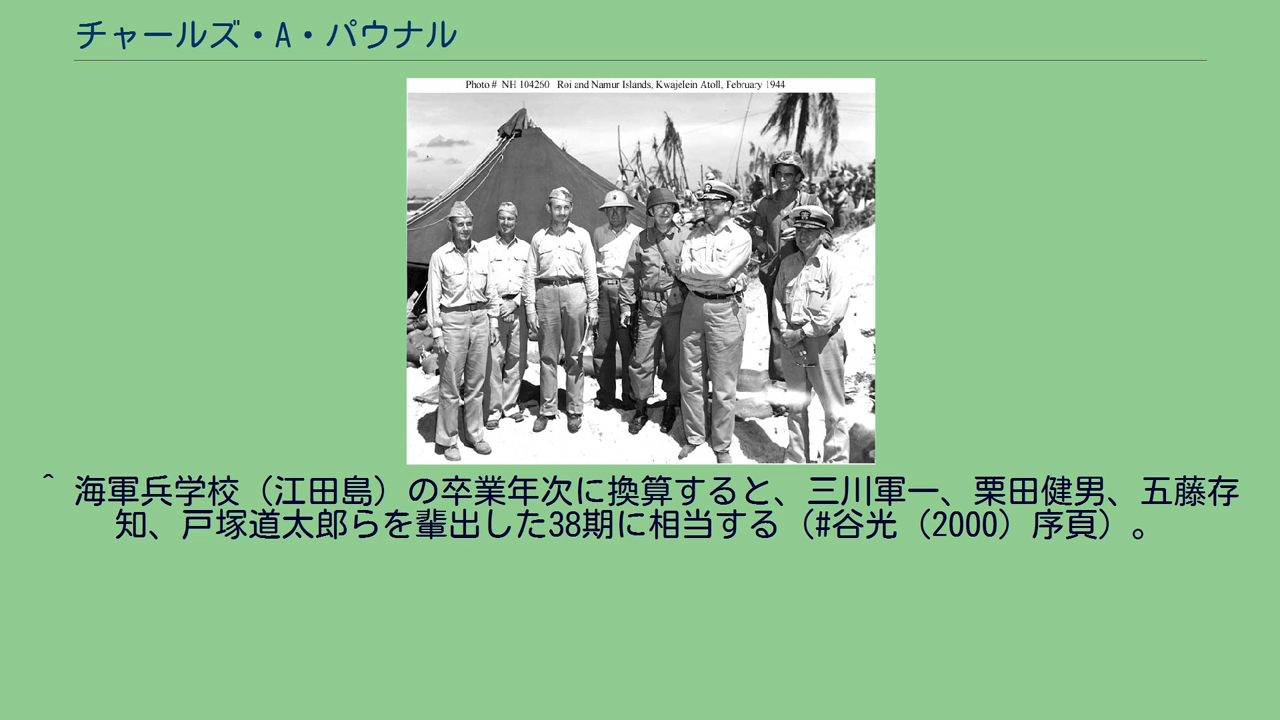 チャールズ・A・パウナル
Photo # NH 104260 Roi and Namur Islands, Kwajelein Atoll, February 1944
^ 海軍兵学校（江田島）の卒業年次に換算すると、三川軍一、栗田健男、五藤存
知、戸塚道太郎らを輩出した38期に相当する（#谷光（2000）序頁）。